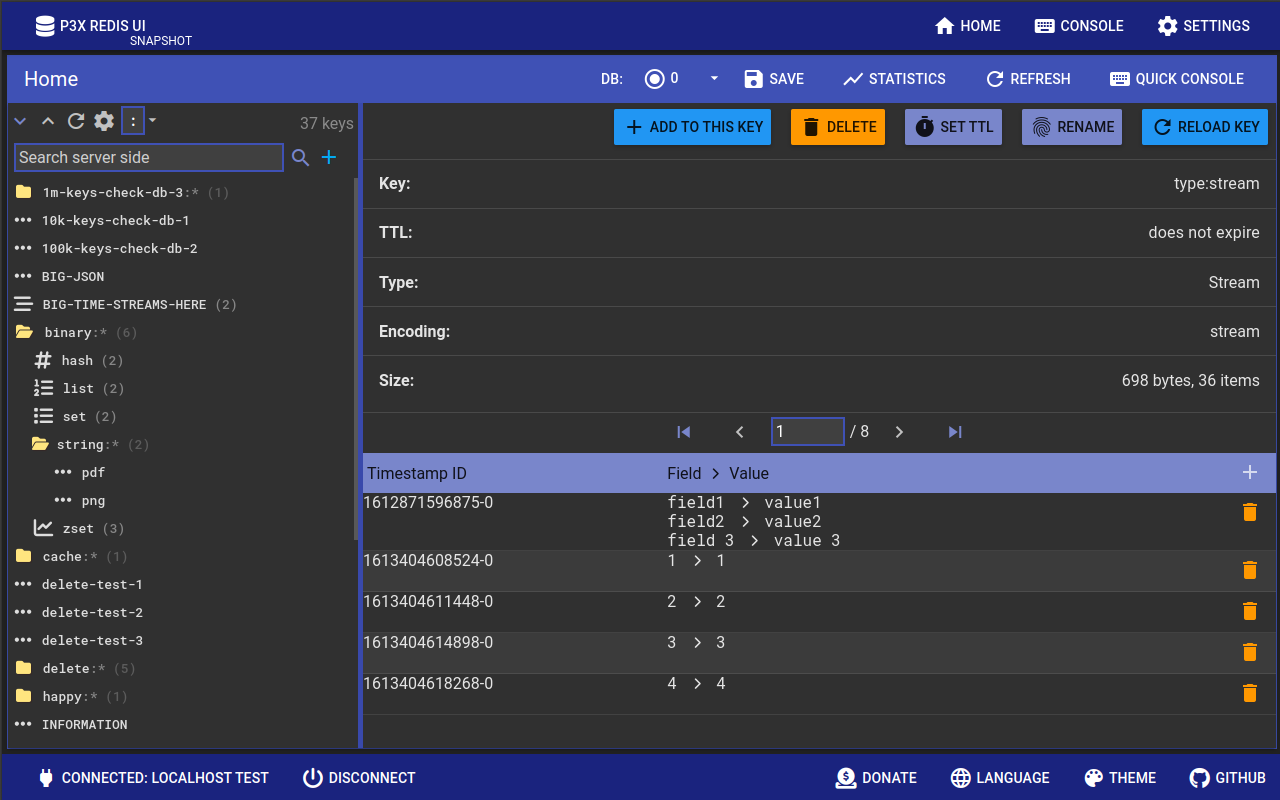 P3X REDIS UI
SNAPSHOT
HOME
CONSOLE
SETTINGS
Home
DB:
0
SAVE
STATISTICS
REFRESH
QUICK CONSOLE
:
37 keys
Search server side
1m-keys-check-db-3:* (1)
10k-keys-check-db-1
100k-keys-check-db-2
BIG-JSON
BIG-TIME-STREAMS-HERE (2)
binary:* (6)
hash (2)
list (2)
set (2)
string:* (2)
pdf
png
zset (3)
cache:* (1)
delete-test-1
delete-test-2
delete-test-3
delete:* (5)
happy:* (1)
INFORMATION
ADD TO THIS KEY
DELETE
SET TTL
RENAME
RELOAD KEY
Key: type:stream
TTL: does not expire
Type: Stream
Encoding: stream
Size: 698 bytes, 36 items
1 / 8
Timestamp ID Field > Value
1612871596875-0 field1 > value1
field2 > value2
field 3 > value 3
1613404608524-0 1 > 1
1613404611448-0 2 > 2
1613404614898-0 3 > 3
1613404618268-0 4 > 4
CONNECTED: LOCALHOST TEST
DISCONNECT
DONATE
LANGUAGE
THEME
GITHUB